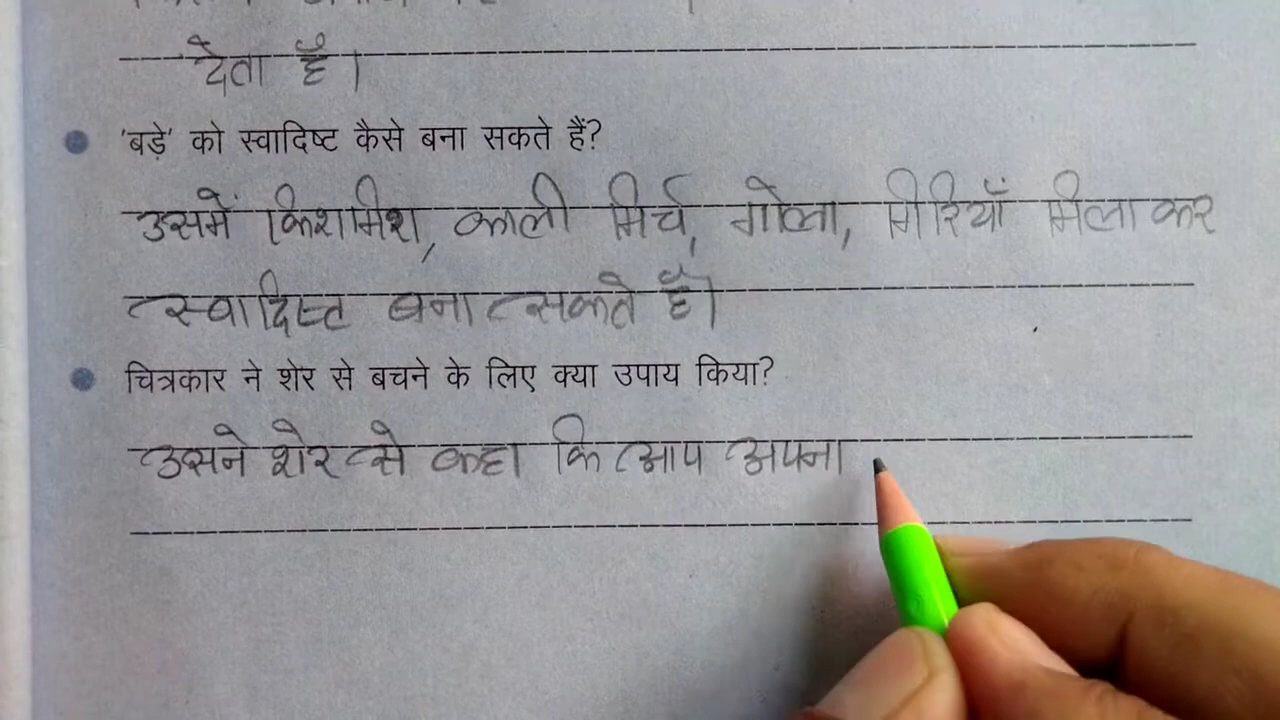 देता है।
'बड़े' को स्वादिष्ट कैसे बना सकते हैं?
उसमें किशमिश, काली मिर्च, गोला, गिरियाँ मिलाकर
स्वादिष्ट बना सकते हैं।
चित्रकार ने शेर से बचने के लिए क्या उपाय किया?
उसने शेर से कहा कि आप अपना